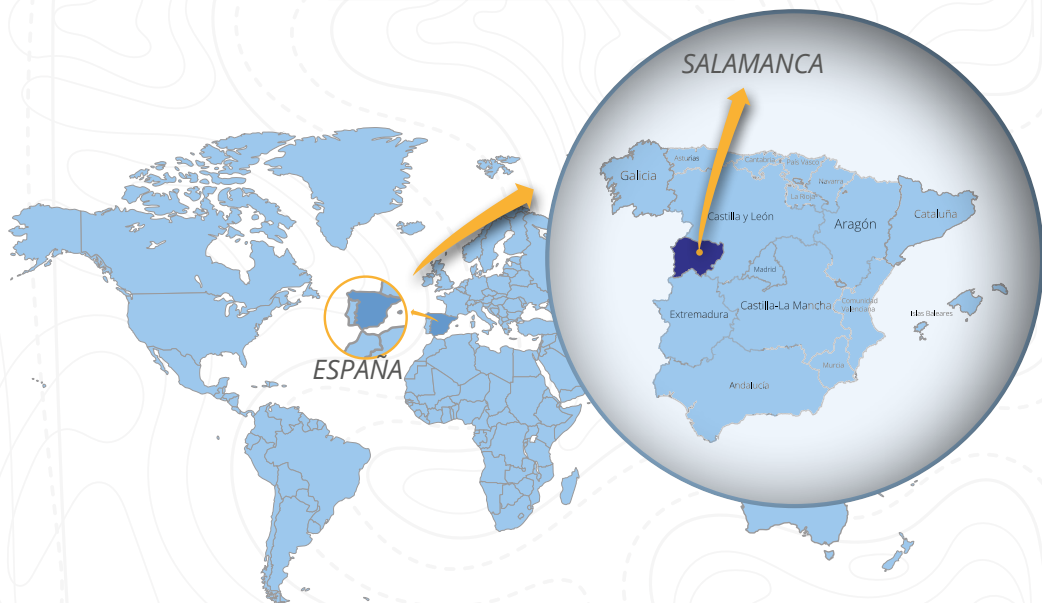 SALAMANCA
Asturias
Cantabria
País Vasco
Galicia
Navarra
La Rioja
Castilla y León
Cataluña
Aragón
Madrid
Castilla-La Mancha
Comunidad
Valenciana
Extremadura
Islas Baleares
ESPAÑA
Murcia
Andalucía